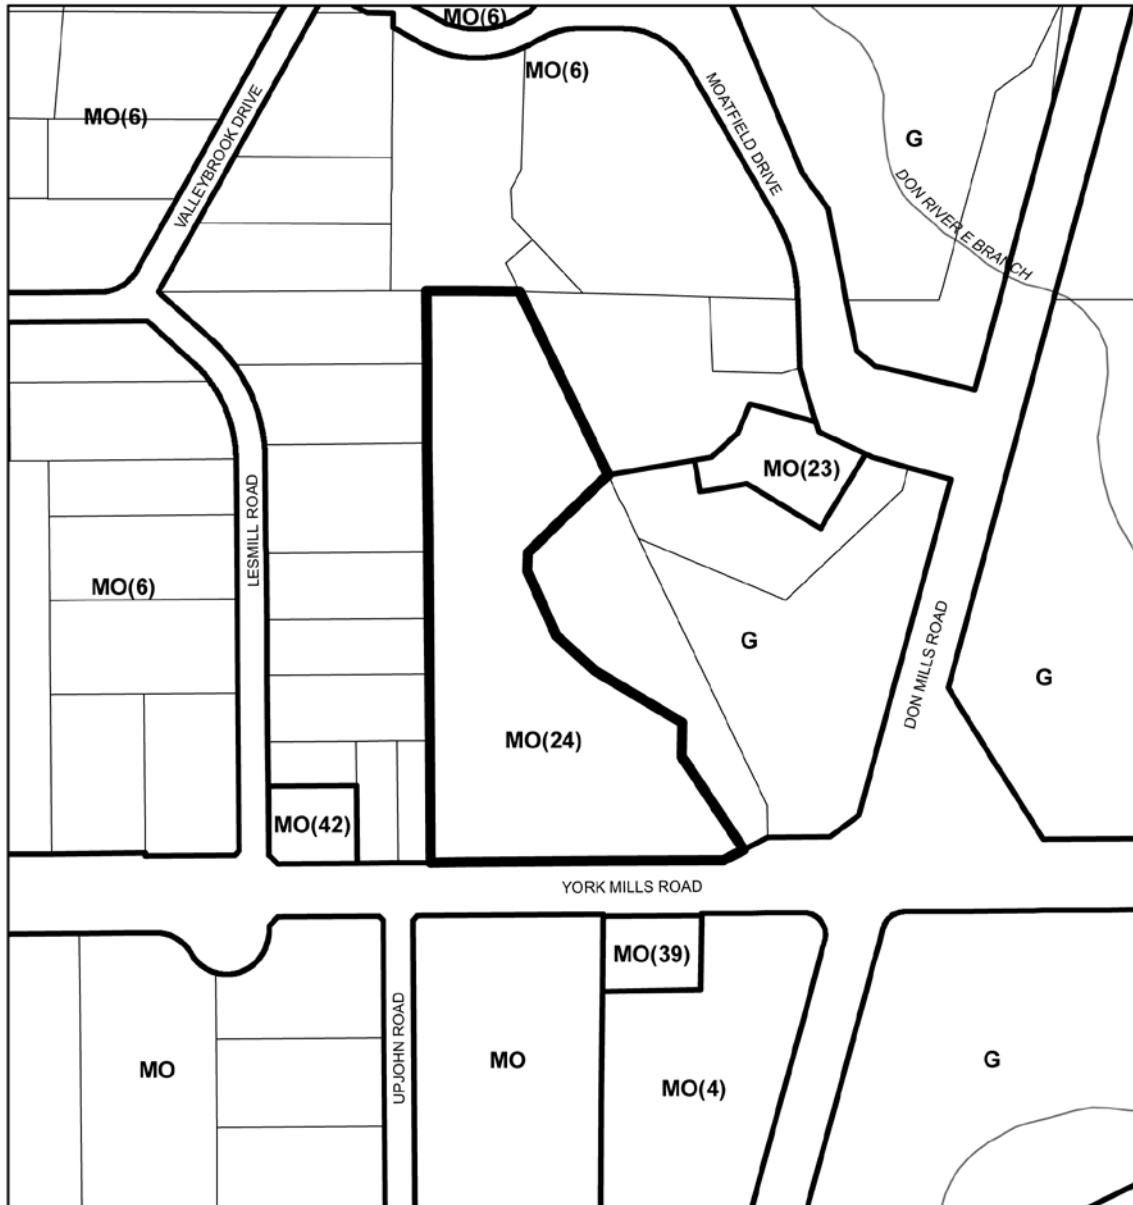 MO(6)
MO(6)
MO(6)
VALLEYBROOK DRIVE
MOATFIELD DRIVE
G
DON RIVER E BRANCH
MO(23)
LESMILL ROAD
MO(6)
G
DON MILLS ROAD
G
MO(24)
MO(42)
YORK MILLS ROAD
MO(39)
UPJOHN ROAD
MO
MO
MO(4)
G